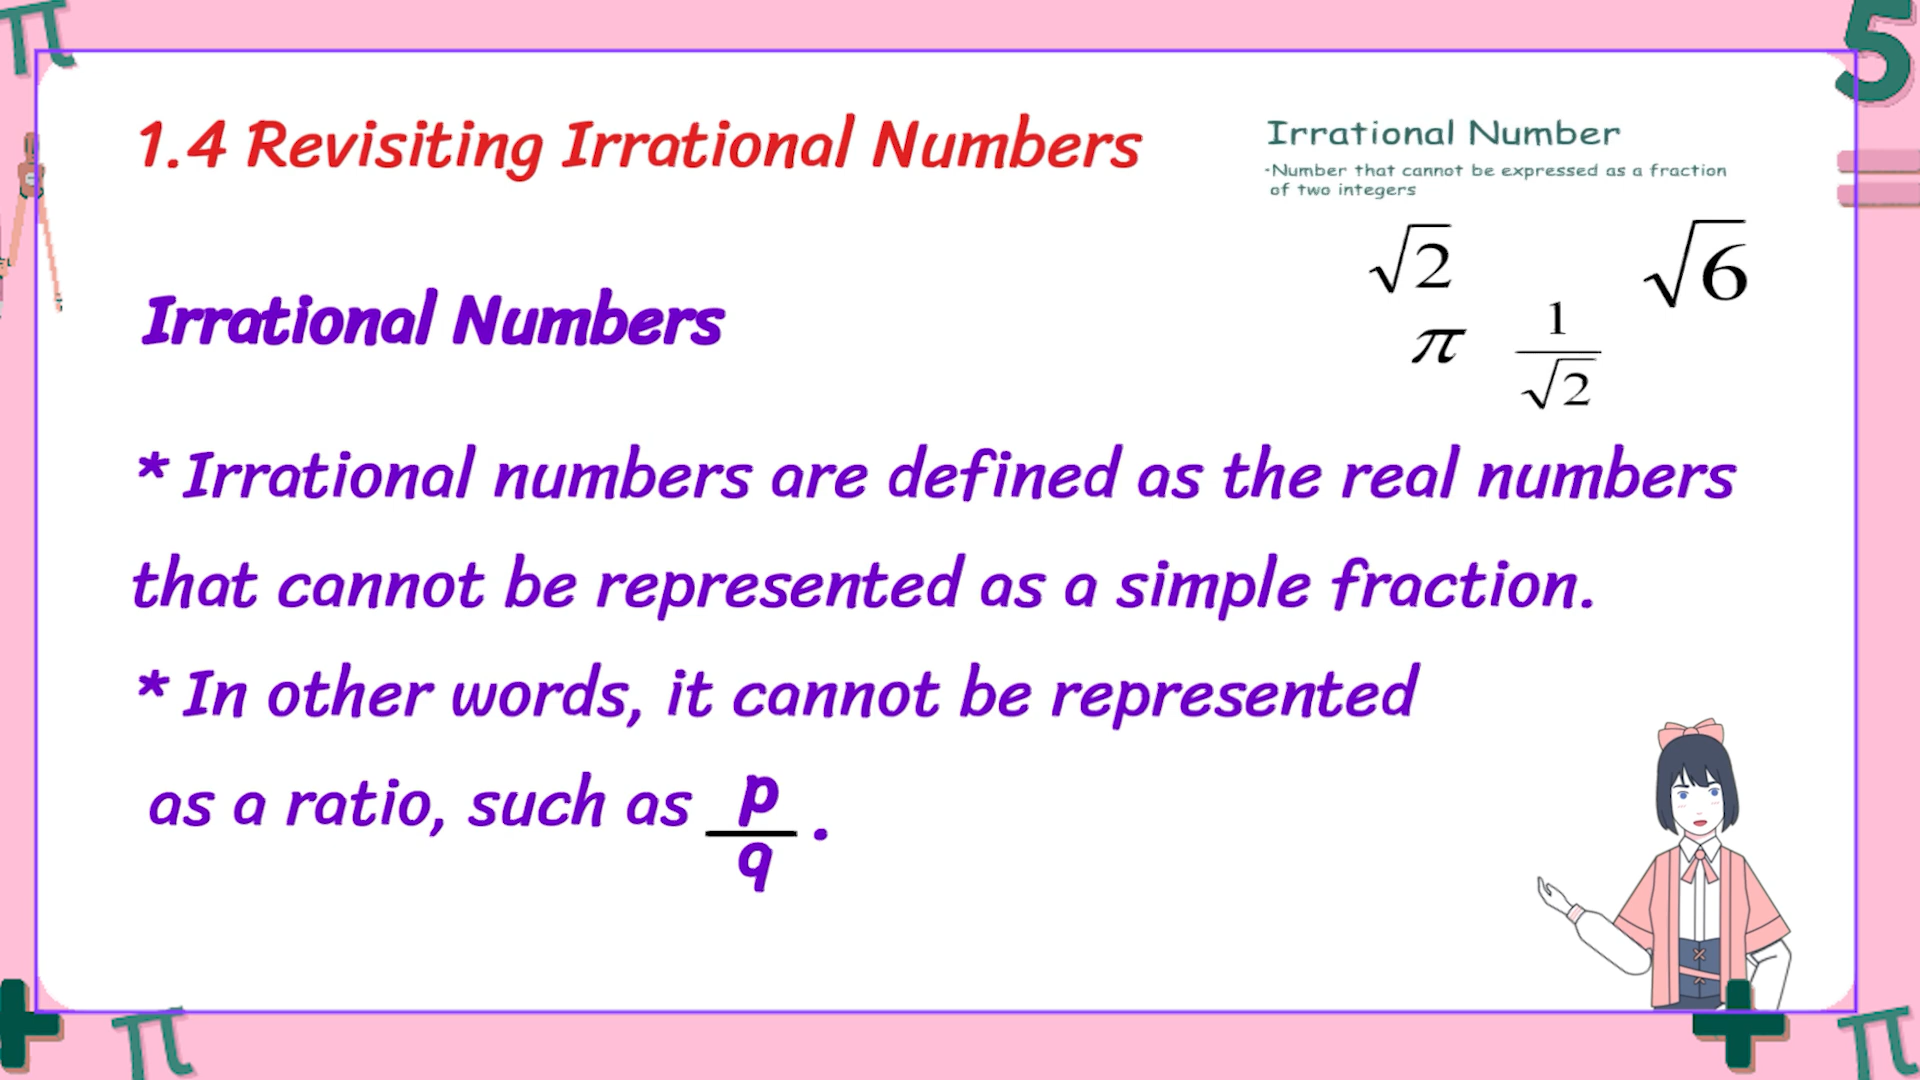 π
5
1.4 Revisiting Irrational Numbers
Irrational Number
-Number that cannot be expressed as a fraction
of two integers
√2
√6
π
1
√2
Irrational Numbers
* Irrational numbers are defined as the real numbers
that cannot be represented as a simple fraction.
* In other words, it cannot be represented
as a ratio, such as p/q .
+
π
+
π